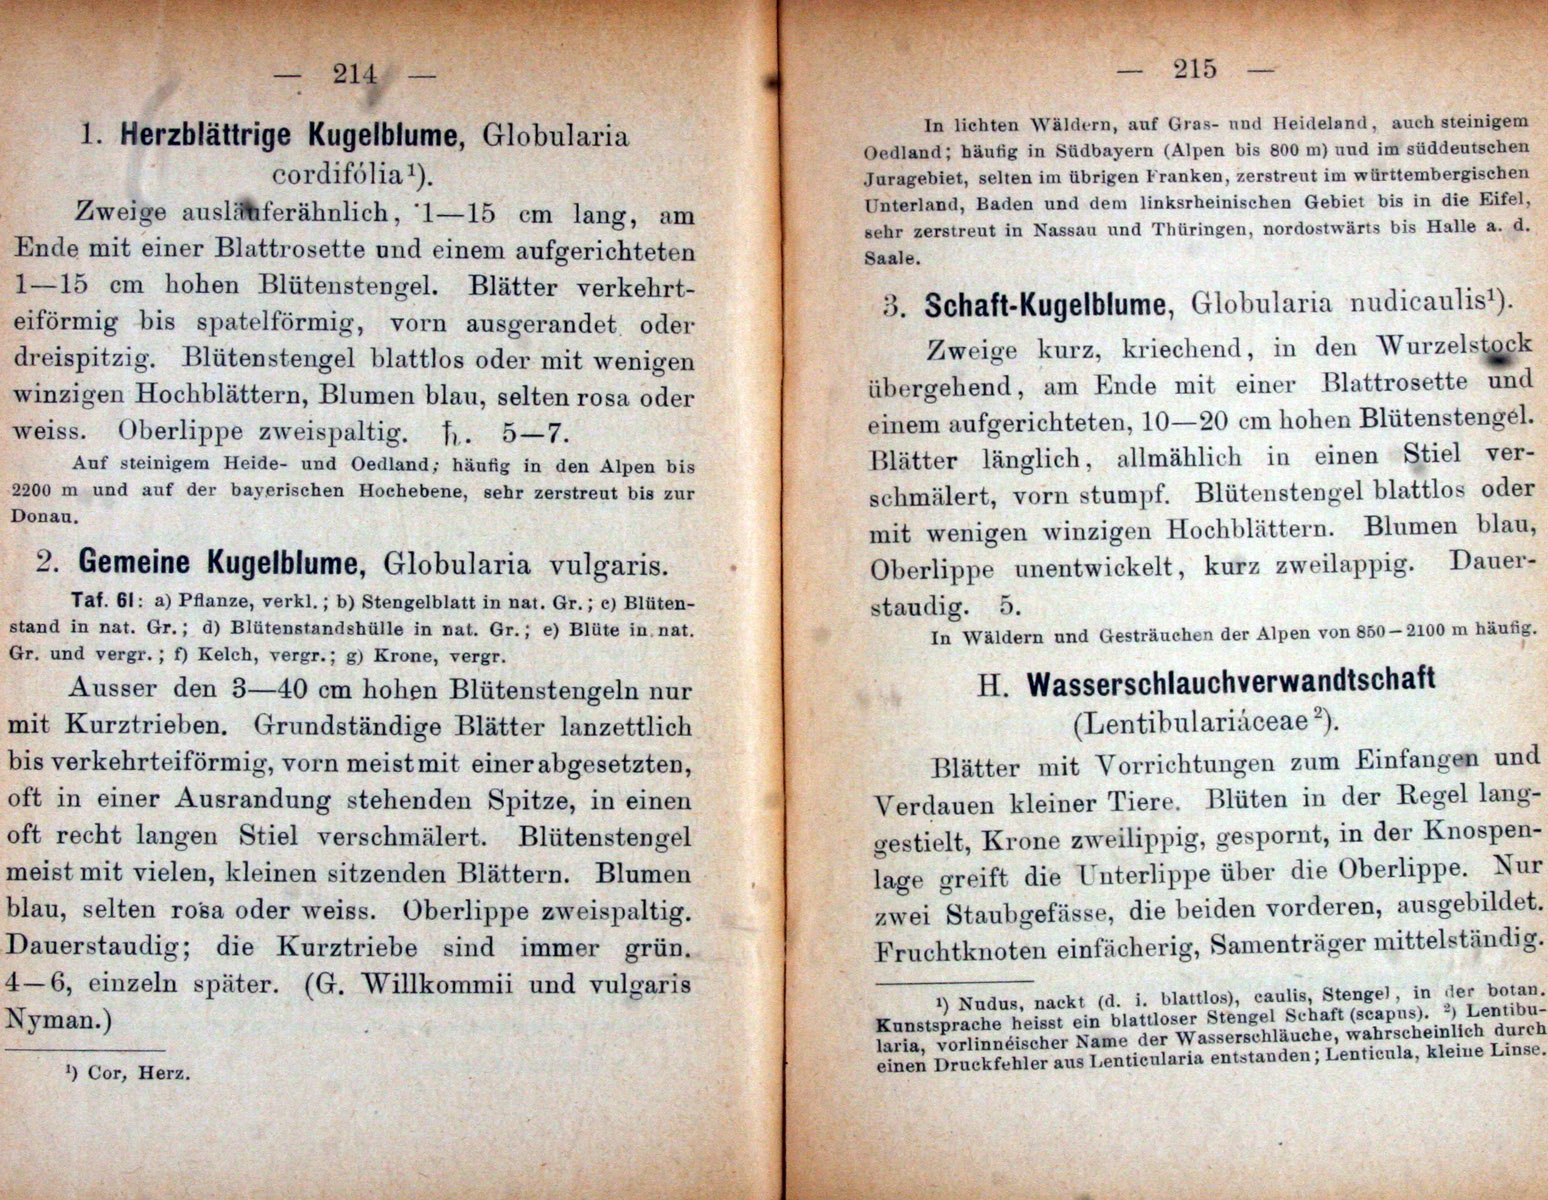 — 214 —
1. Herzblättrige Kugelblume, Globularia
cordifólia¹).
Zweige ausläuferähnlich, 1—15 cm lang, am
Ende mit einer Blattrosette und einem aufgerichteten
1—15 cm hohen Blütenstengel. Blätter verkehrt-
eiförmig bis spatelförmig, vorn ausgerandet oder
dreispitzig. Blütenstengel blattlos oder mit wenigen
winzigen Hochblättern, Blumen blau, selten rosa oder
weiss. Oberlippe zweispaltig. ♄. 5—7.
Auf steinigem Heide- und Oedland; häufig in den Alpen bis
2200 m und auf der bayerischen Hochebene, sehr zerstreut bis zur
Donau.
2. Gemeine Kugelblume, Globularia vulgaris.
Taf. 61: a) Pflanze, verkl.; b) Stengelblatt in nat. Gr.; c) Blüten-
stand in nat. Gr.; d) Blütenstandshülle in nat. Gr.; e) Blüte in nat.
Gr. und vergr.; f) Kelch, vergr.; g) Krone, vergr.
Ausser den 3—40 cm hohen Blütenstengeln nur
mit Kurztrieben. Grundständige Blätter lanzettlich
bis verkehrteiförmig, vorn meist mit einer abgesetzten,
oft in einer Ausrandung stehenden Spitze, in einen
oft recht langen Stiel verschmälert. Blütenstengel
meist mit vielen, kleinen sitzenden Blättern. Blumen
blau, selten rosa oder weiss. Oberlippe zweispaltig.
Dauerstaudig; die Kurztriebe sind immer grün.
4—6, einzeln später. (G. Willkommii und vulgaris
Nyman.)
¹) Cor, Herz.
— 215 —
In lichten Wäldern, auf Gras- und Heideland, auch steinigem
Oedland; häufig in Südbayern (Alpen bis 800 m) und im süddeutschen
Juragebiet, selten im übrigen Franken, zerstreut im württembergischen
Unterland, Baden und dem linksrheinischen Gebiet bis in die Eifel,
sehr zerstreut in Nassau und Thüringen, nordostwärts bis Halle a. d.
Saale.
3. Schaft-Kugelblume, Globularia nudicaulis¹).
Zweige kurz, kriechend, in den Wurzelstock
übergehend, am Ende mit einer Blattrosette und
einem aufgerichteten, 10—20 cm hohen Blütenstengel.
Blätter länglich, allmählich in einen Stiel ver-
schmälert, vorn stumpf. Blütenstengel blattlos oder
mit wenigen winzigen Hochblättern. Blumen blau,
Oberlippe unentwickelt, kurz zweilappig. Dauer-
staudig. 5.
In Wäldern und Gesträuchen der Alpen von 850—2100 m häufig.
H. Wasserschlauchverwandtschaft
(Lentibulariáceae²).
Blätter mit Vorrichtungen zum Einfangen und
Verdauen kleiner Tiere. Blüten in der Regel lang-
gestielt, Krone zweilippig, gespornt, in der Knospen-
lage greift die Unterlippe über die Oberlippe. Nur
zwei Staubgefässe, die beiden vorderen, ausgebildet.
Fruchtknoten einfächerig, Samenträger mittelständig.
¹) Nudus, nackt (d. i. blattlos), caulis, Stengel, in der botan.
Kunstsprache heisst ein blattloser Stengel Schaft (scapus). ²) Lentibu-
laria, vorlinnéischer Name der Wasserschläuche, wahrscheinlich durch
einen Druckfehler aus Lenticularia entstanden; Lenticula, kleine Linse.